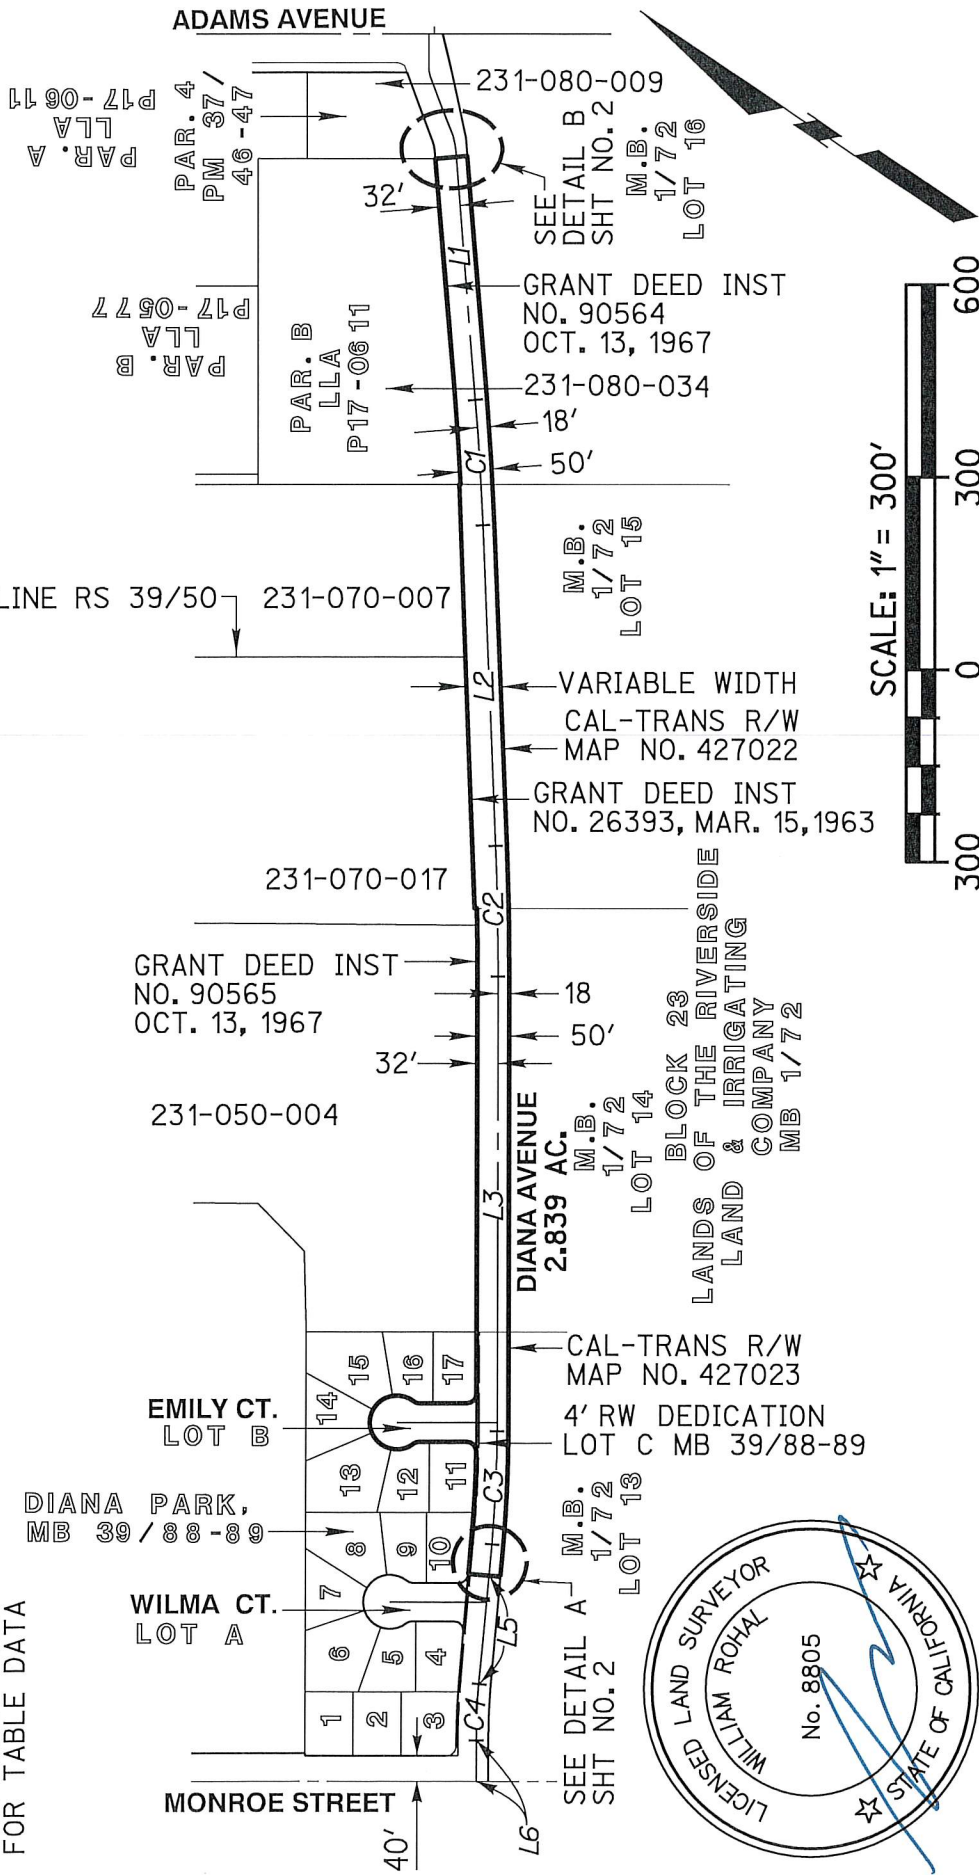 ADAMS AVENUE
231-080-009
PAR. A
LLA
P17-0611
PAR. 4
PM 37/
46-47
32'
SEE
DETAIL B
SHT NO. 2
M.B.
1/72
LOT 16
L1
GRANT DEED INST
NO. 90564
OCT. 13, 1967
PAR. B
LLA
P17-0577
PAR. B
LLA
P17-0611
231-080-034
18'
C1
50'
SCALE: 1" = 300'
600
300
0
300
M.B.
1/72
LOT 15
LINE RS 39/50
231-070-007
L2
VARIABLE WIDTH
CAL-TRANS R/W
MAP NO. 427022
GRANT DEED INST
NO. 26393, MAR. 15,1963
231-070-017
C2
GRANT DEED INST
NO. 90565
OCT. 13, 1967
18
50'
32'
231-050-004
L3
DIANA AVENUE
2.839 AC.
M.B.
1/72
LOT 14
BLOCK 23
LANDS OF THE RIVERSIDE
LAND & IRRIGATING
COMPANY
MB 1/72
CAL-TRANS R/W
MAP NO. 427023
4' RW DEDICATION
LOT C MB 39/88-89
15
16
17
14
EMILY CT.
LOT B
13
12
11
C3
M.B.
1/72
LOT 13
DIANA PARK,
MB 39/88-89
8
9
10
7
WILMA CT.
LOT A
6
5
4
L5
SEE DETAIL A
SHT NO. 2
1
2
3
C4
MONROE STREET
40'
L6
FOR TABLE DATA
LICENSED LAND SURVEYOR
WILLIAM ROHAL
No. 8805
STATE OF CALIFORNIA